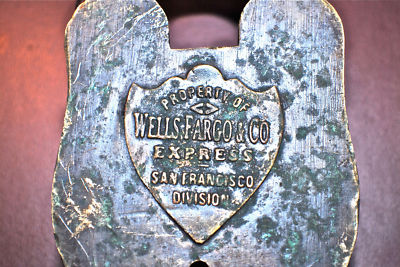 PROPERTY OF
WELLS, FARGO & CO
EXPRESS
SAN FRANCISCO
DIVISION